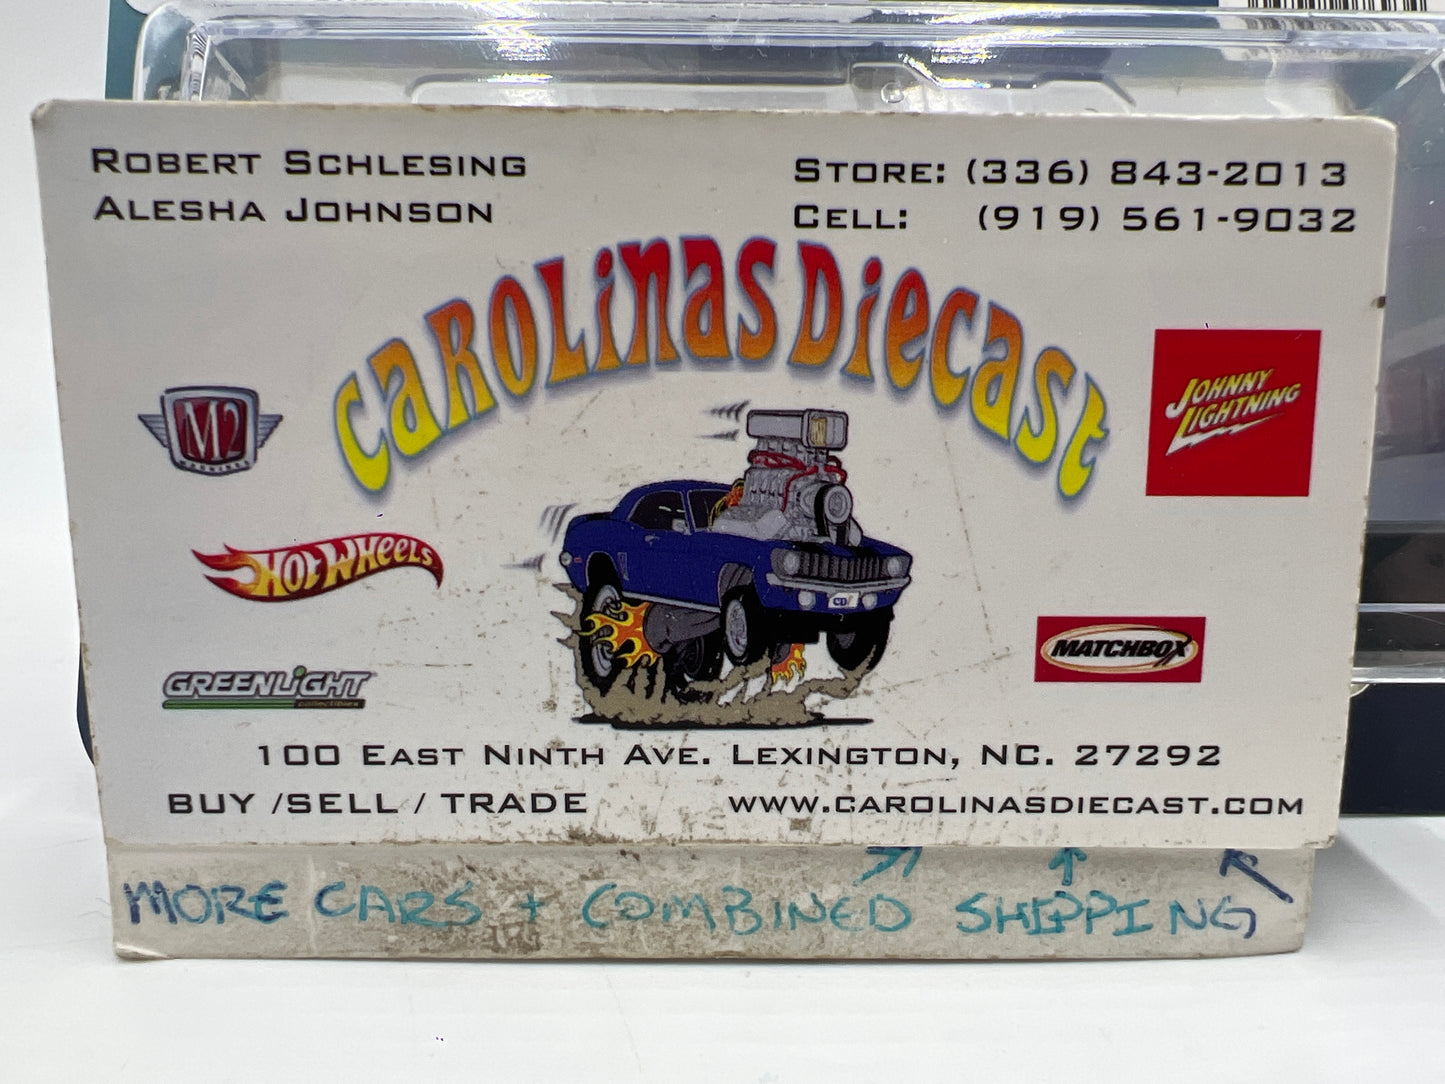 ROBERT SCHLESING
ALESHA JOHNSON
STORE: (336) 843-2013
CELL: (919) 561-9032
CAROLINAS DIECAST
M2
MACHINES
JOHNNY
LIGHTNING
HOT WHEELS
MATCHBOX
GREENLIGHT
collectibles
100 EAST NINTH AVE. LEXINGTON, NC. 27292
BUY /SELL / TRADE
WWW.CAROLINASDIECAST.COM
MORE CARS + COMBINED SHIPPING